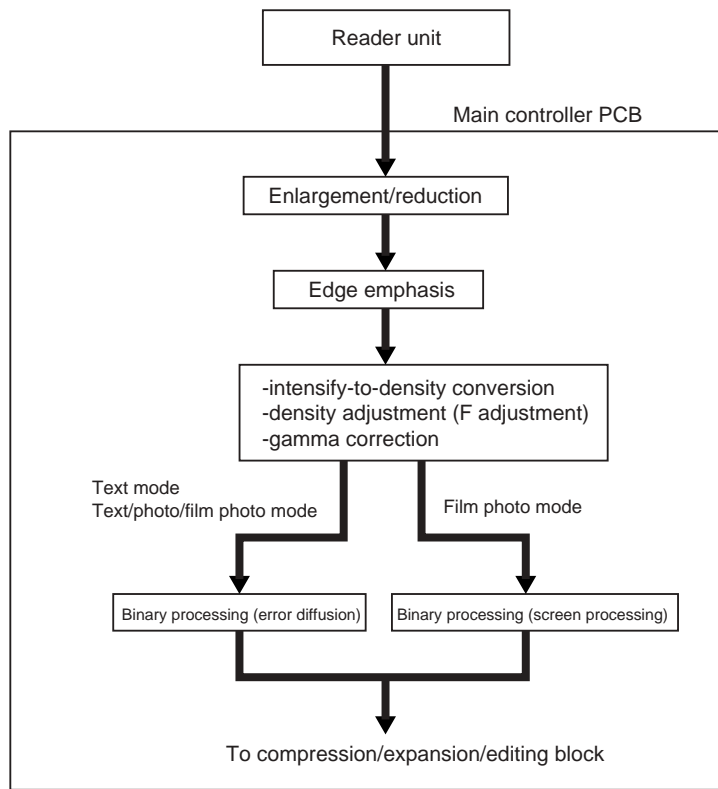 Reader unit
Main controller PCB
Enlargement/reduction
Edge emphasis
-intensify-to-density conversion
-density adjustment (F adjustment)
-gamma correction
Text mode
Text/photo/film photo mode
Film photo mode
Binary processing (error diffusion)
Binary processing (screen processing)
To compression/expansion/editing block